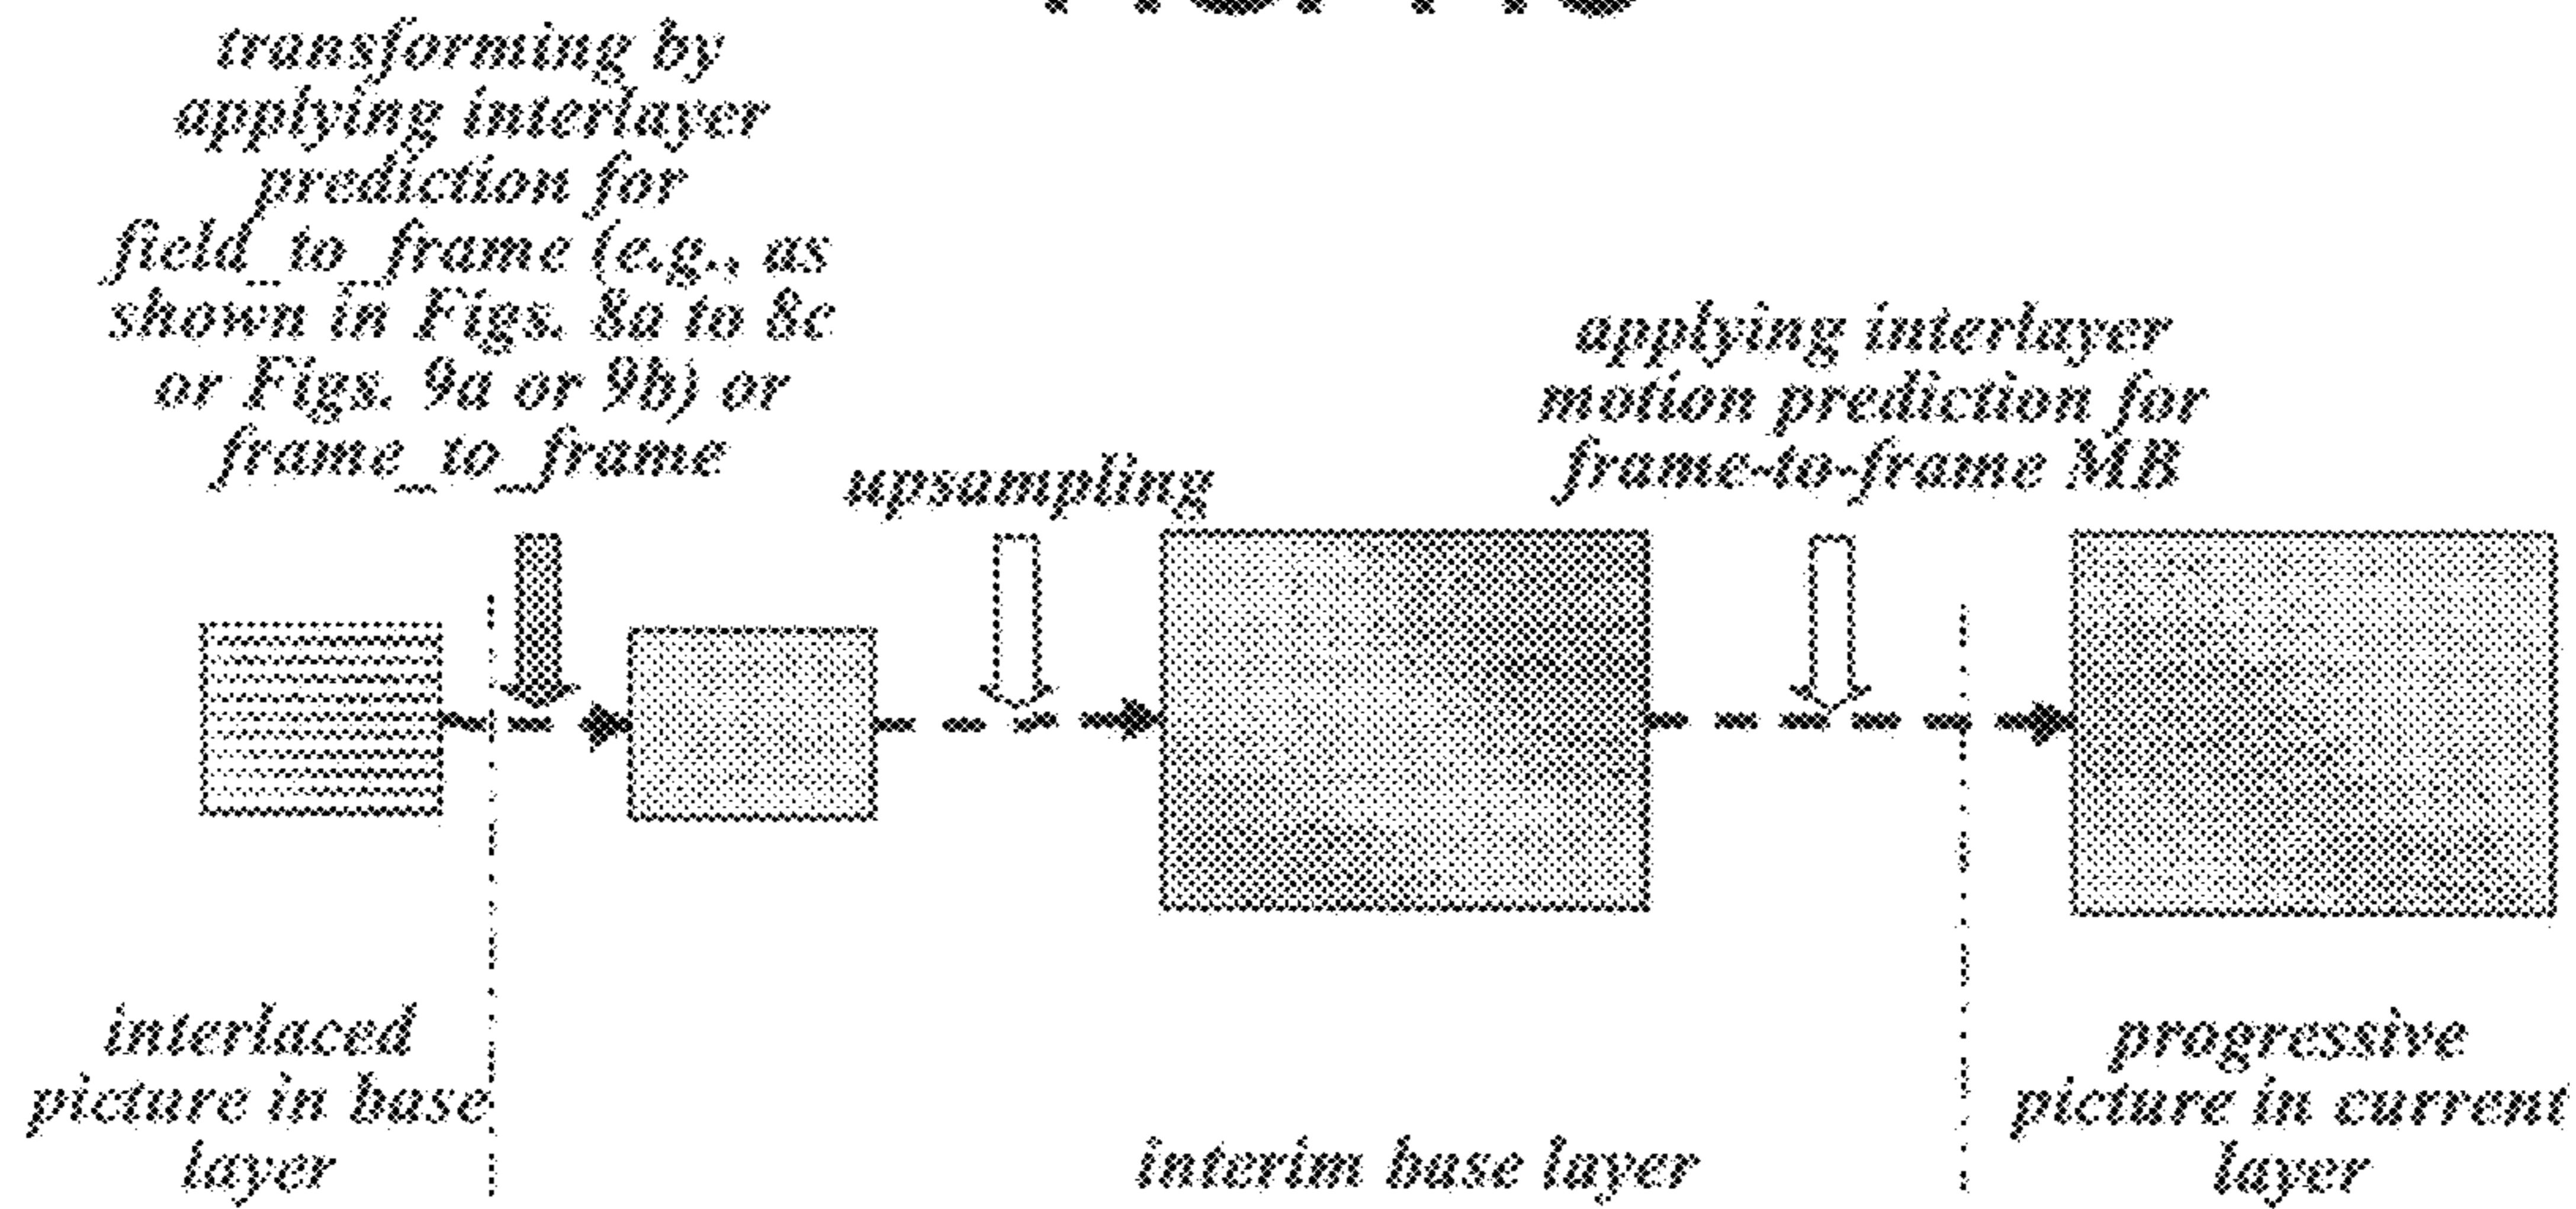 transforming by
applying interlayer
prediction for
field_to_frame (e.g., as
shown in Figs. 8a to 8c
or Figs. 9a or 9b) or
frame_to_frame
upsampling
applying interlayer
motion prediction for
frame-to-frame MB
interlaced
picture in base
layer
interim base layer
progressive
picture in current
layer